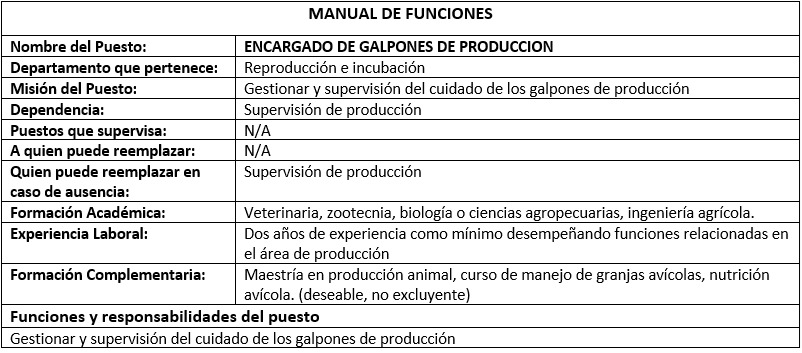 MANUAL DE FUNCIONES
Nombre del Puesto: ENCARGADO DE GALPONES DE PRODUCCION
Departamento que pertenece: Reproducción e incubación
Misión del Puesto: Gestionar y supervisión del cuidado de los galpones de producción
Dependencia: Supervisión de producción
Puestos que supervisa: N/A
A quien puede reemplazar: N/A
Quien puede reemplazar en caso de ausencia: Supervisión de producción
Formación Académica: Veterinaria, zootecnia, biología o ciencias agropecuarias, ingeniería agrícola.
Experiencia Laboral: Dos años de experiencia como mínimo desempeñando funciones relacionadas en
el área de producción
Formación Complementaria: Maestría en producción animal, curso de manejo de granjas avícolas, nutrición
avícola. (deseable, no excluyente)
Funciones y responsabilidades del puesto
Gestionar y supervisión del cuidado de los galpones de producción